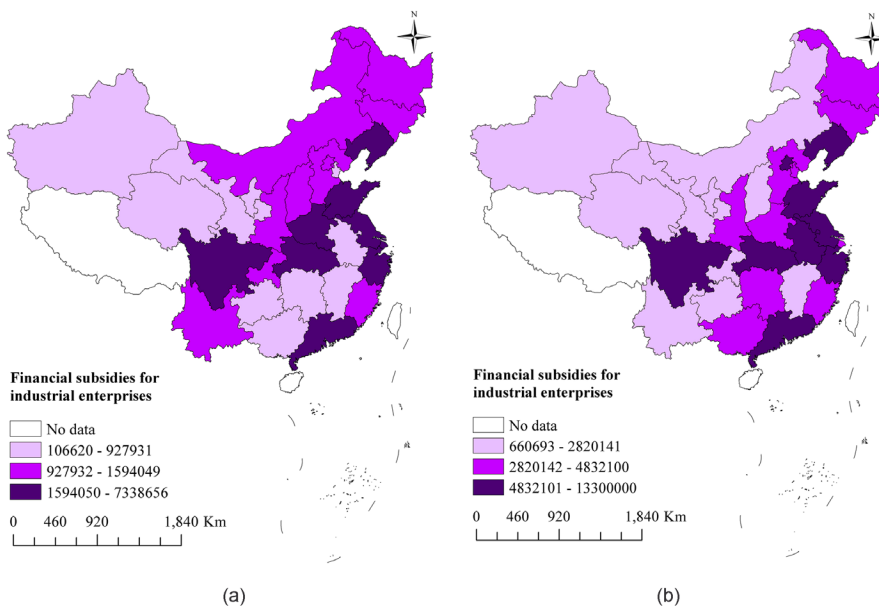 N
N
Financial subsidies for
industrial enterprises
No data
106620 - 927931
927932 - 1594049
1594050 - 7338656
0 460 920 1,840 Km
(a)
Financial subsidies for
industrial enterprises
No data
660693 - 2820141
2820142 - 4832100
4832101 - 13300000
0 460 920 1,840 Km
(b)